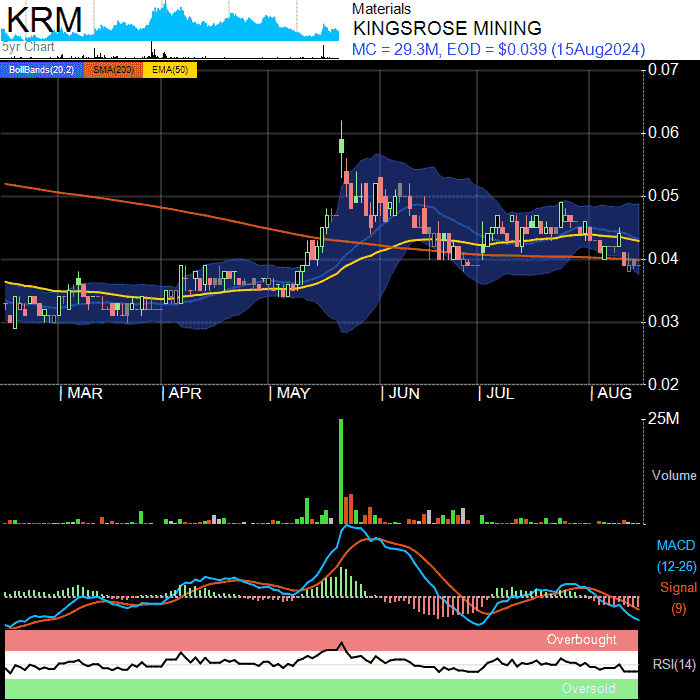 KRM
5yr Chart
Materials
KINGSROSE MINING
MC = 29.3M, EOD = $0.039 (15Aug2024)
BollBands(20,2) SMA(200) EMA(50)
0.07
0.06
0.05
0.04
0.03
0.02
MAR APR MAY JUN JUL AUG
25M
Volume
MACD
(12-26)
Signal
(9)
Overbought
RSI(14)
Oversold